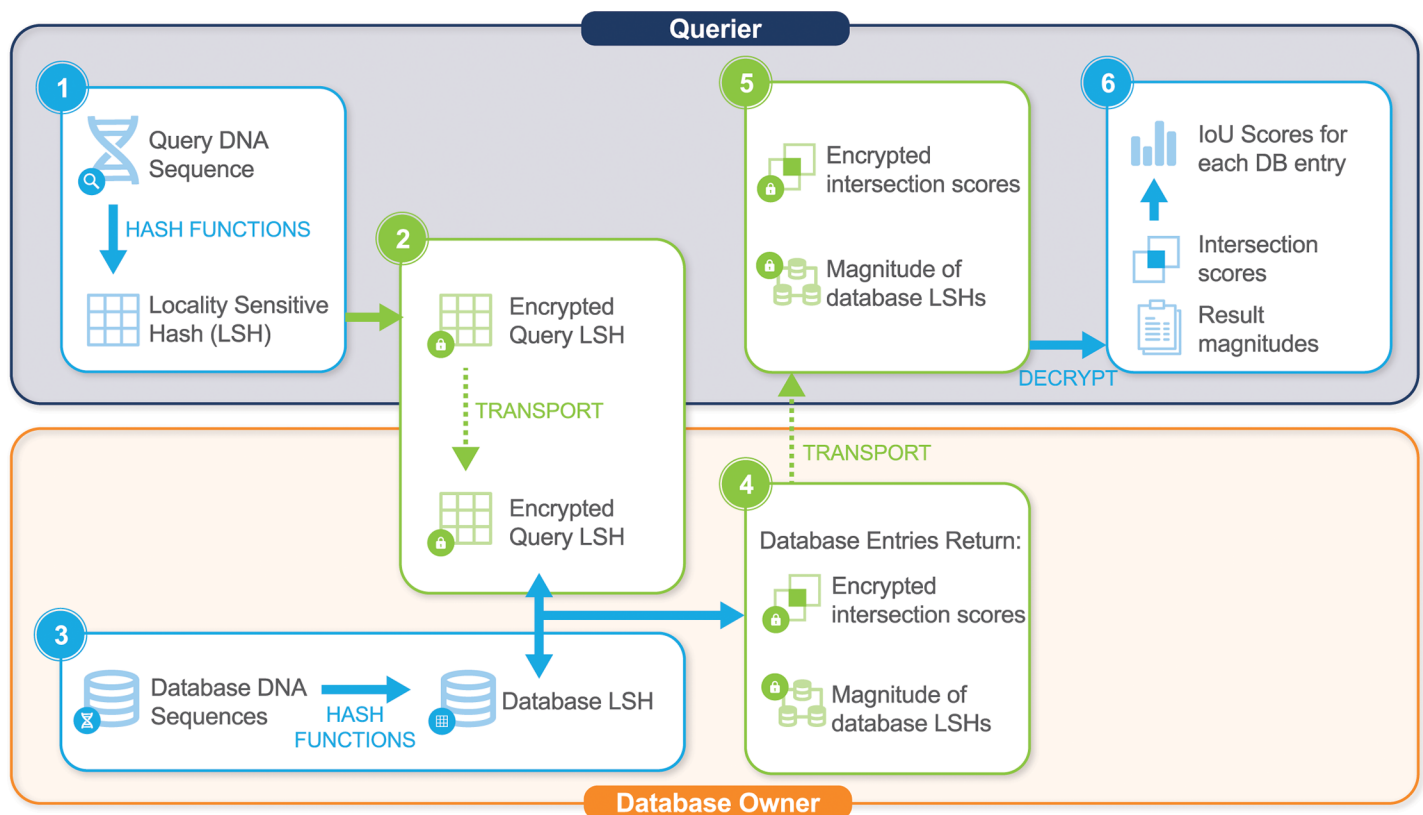 Querier
1
Query DNA
Sequence
HASH FUNCTIONS
Locality Sensitive
Hash (LSH)
2
Encrypted
Query LSH
TRANSPORT
Encrypted
Query LSH
3
Database DNA
Sequences
HASH
FUNCTIONS
Database LSH
4
Database Entries Return:
Encrypted
intersection scores
Magnitude of
database LSHs
TRANSPORT
5
Encrypted
intersection scores
Magnitude of
database LSHs
DECRYPT
6
IoU Scores for
each DB entry
Intersection
scores
Result
magnitudes
Database Owner